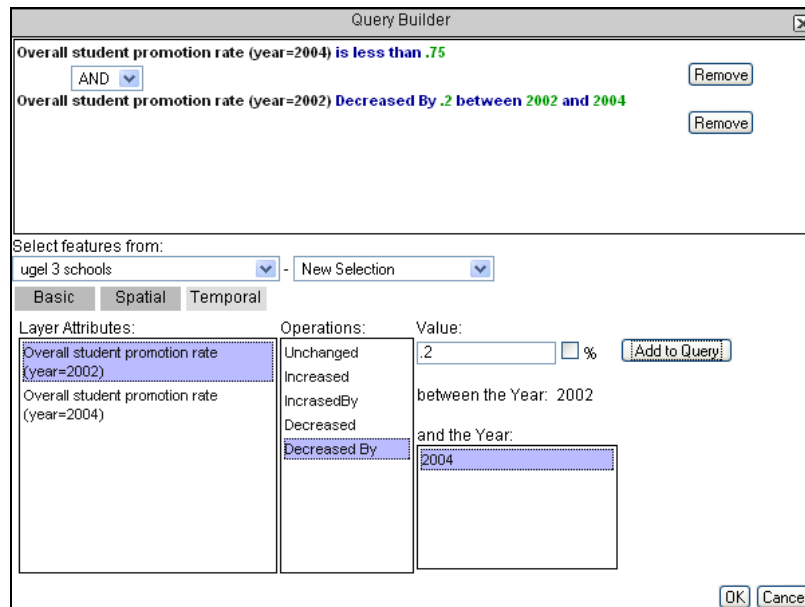 Query Builder
Overall student promotion rate (year=2004) is less than .75
AND
Remove
Overall student promotion rate (year=2002) Decreased By .2 between 2002 and 2004
Remove
Select features from:
ugel 3 schools - New Selection
Basic Spatial Temporal
Layer Attributes: Operations: Value:
Overall student promotion rate
(year=2002)
Overall student promotion rate
(year=2004)
Unchanged
Increased
IncrasedBy
Decreased
Decreased By
.2 % Add to Query
between the Year: 2002
and the Year:
2004
OK Cance